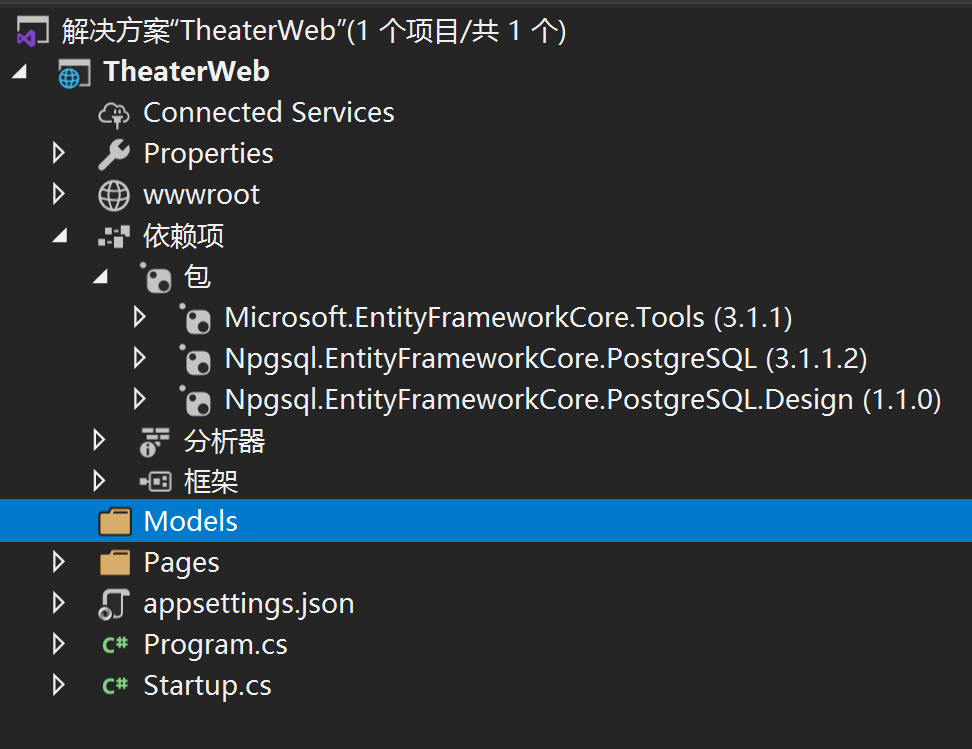 解决方案“TheaterWeb”(1 个项目/共 1 个)
TheaterWeb
Connected Services
Properties
wwwroot
依赖项
包
Microsoft.EntityFrameworkCore.Tools (3.1.1)
Npgsql.EntityFrameworkCore.PostgreSQL (3.1.1.2)
Npgsql.EntityFrameworkCore.PostgreSQL.Design (1.1.0)
分析器
框架
Models
Pages
appsettings.json
C# Program.cs
C# Startup.cs